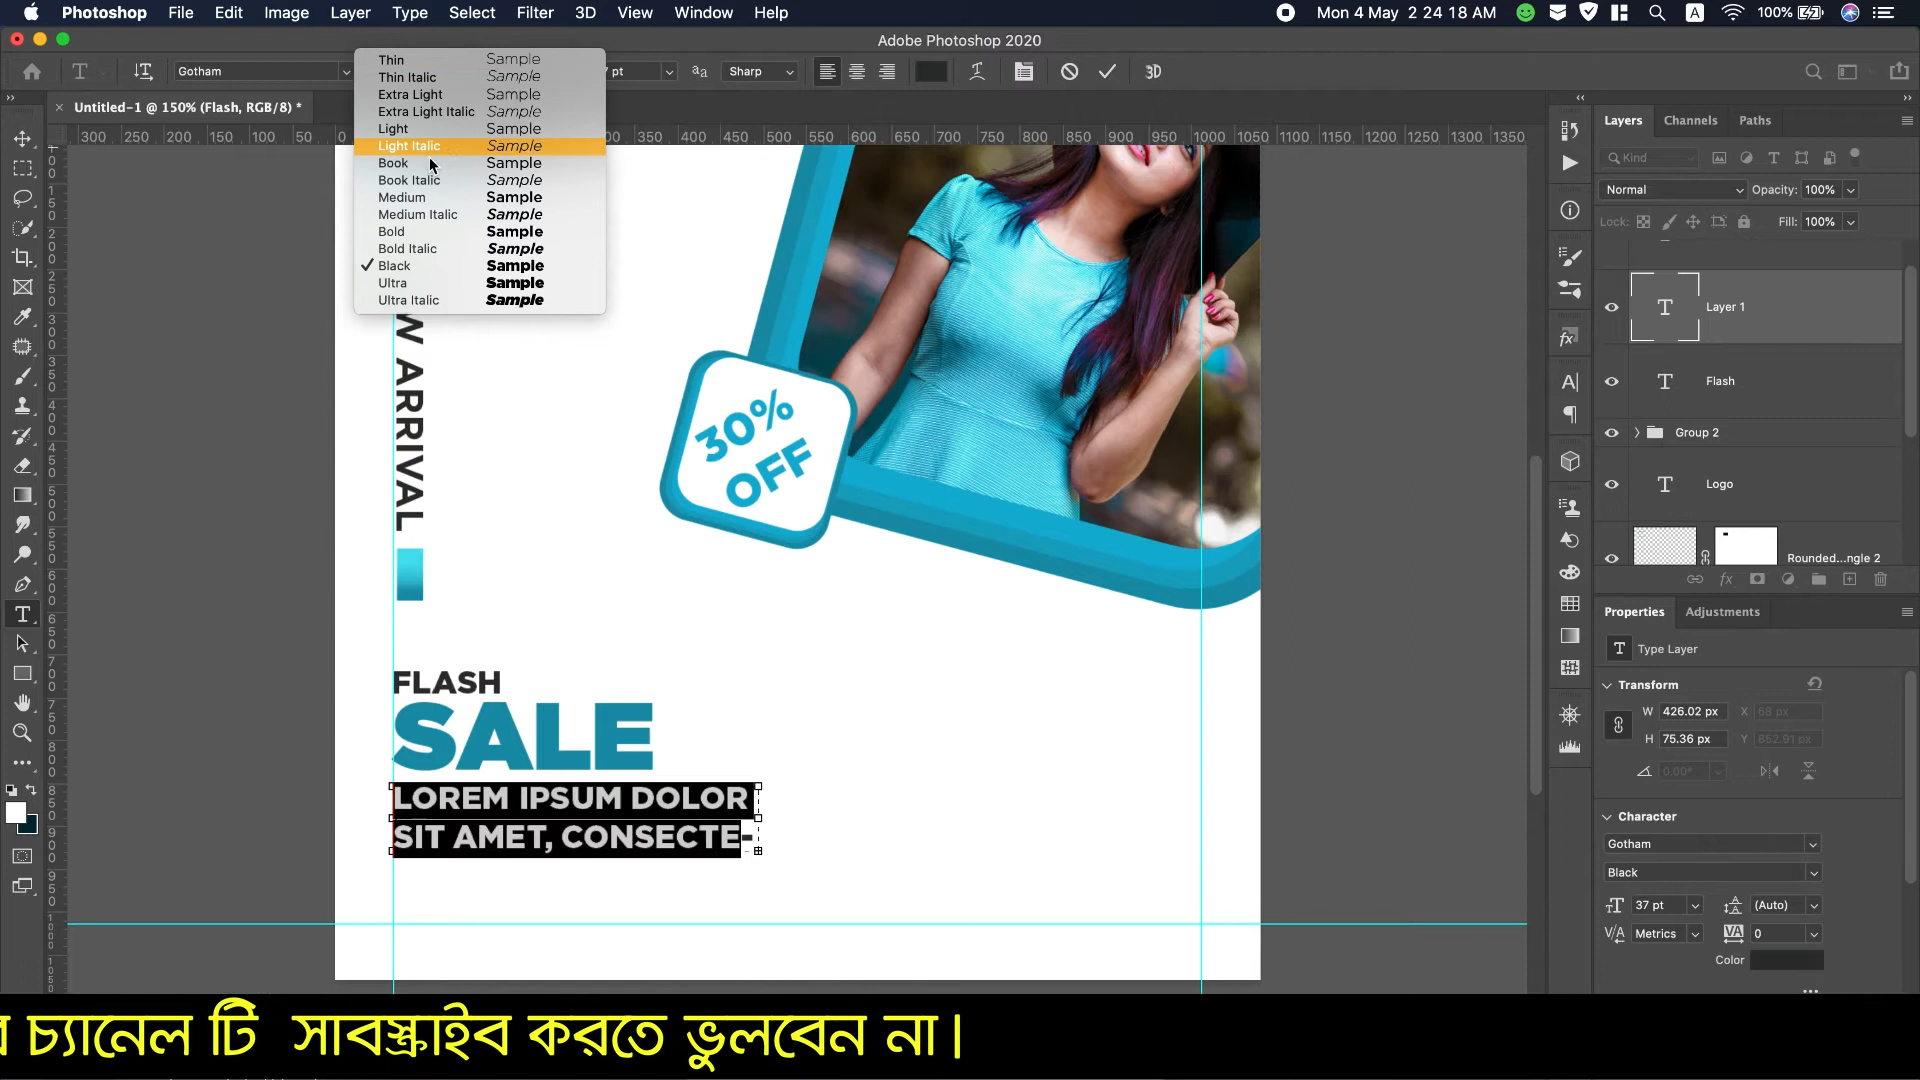 Photoshop File Edit Image Layer Type Select Filter 3D View Window Help A 100% Mon 4 May 2 24 18 AM
Adobe Photoshop 2020
Gotham pt Sharp 3D
Untitled-1 @ 150% (Flash, RGB/8) *
300 250 200 150 100 50 0 400 450 500 550 600 650 700 750 800 850 900 950 1000 1050 1100 1150 1200 1250 1300 1350
Thin Sample
Thin Italic Sample
Extra Light Sample
Extra Light Italic Sample
Light Sample
Light Italic Sample
Book Sample
Book Italic Sample
Medium Sample
Medium Italic Sample
Bold Sample
Bold Italic Sample
Black Sample
Ultra Sample
Ultra Italic Sample
W ARRIVAL
30%
OFF
FLASH
SALE
LOREM IPSUM DOLOR
SIT AMET, CONSECTE-
Layers Channels Paths
Kind
Normal Opacity: 100%
Lock: Fill: 100%
Layer 1
Flash
Group 2
Logo
Rounded...ngle 2
Properties Adjustments
Type Layer
Transform
W 426.02 px X 68 px
H 75.36 px Y 852.91 px
0.00°
Character
Gotham
Black
37 pt (Auto)
Metrics 0
Color
চ্যানেল টি সাবস্ক্রাইব করতে ভুলবেন না।